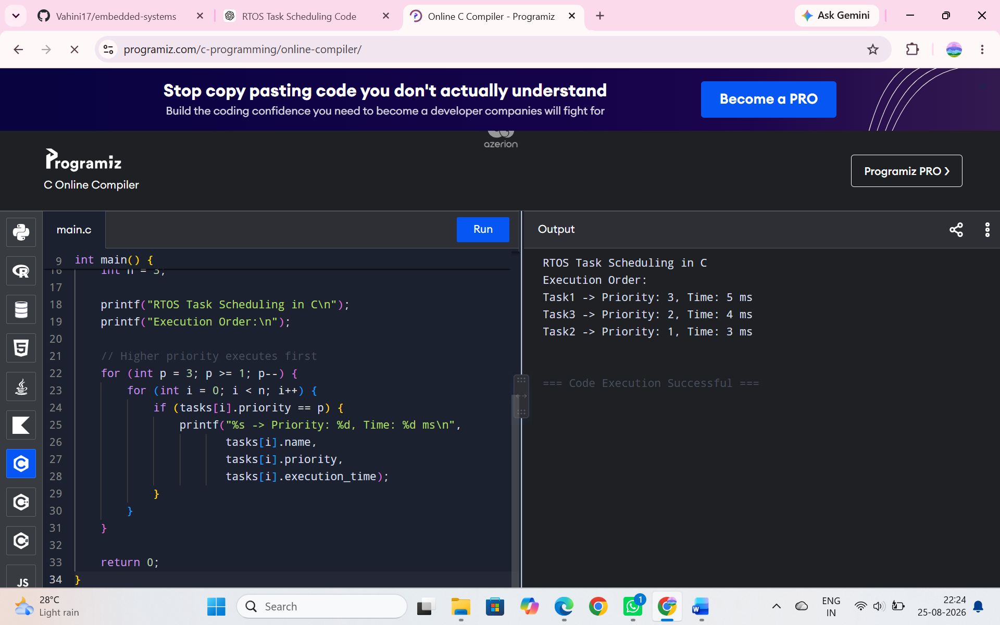 Vahini17/embedded-systems
RTOS Task Scheduling Code
Online C Compiler - Programiz
Ask Gemini
programiz.com/c-programming/online-compiler/
Stop copy pasting code you don't actually understand
Build the coding confidence you need to become a developer companies will fight for
Become a PRO
azerion
Programiz
C Online Compiler
Programiz PRO
main.c
Run
Output
9 int main() {
16 int n = 3;
17
18 printf("RTOS Task Scheduling in C\n");
19 printf("Execution Order:\n");
20
21 // Higher priority executes first
22 for (int p = 3; p >= 1; p--) {
23 for (int i = 0; i < n; i++) {
24 if (tasks[i].priority == p) {
25 printf("%s -> Priority: %d, Time: %d ms\n",
26 tasks[i].name,
27 tasks[i].priority,
28 tasks[i].execution_time);
29 }
30 }
31 }
32
33 return 0;
34 }
RTOS Task Scheduling in C
Execution Order:
Task1 -> Priority: 3, Time: 5 ms
Task3 -> Priority: 2, Time: 4 ms
Task2 -> Priority: 1, Time: 3 ms
=== Code Execution Successful ===
JS
28°C
Light rain
Search
1
ENG
IN
22:24
25-08-2026